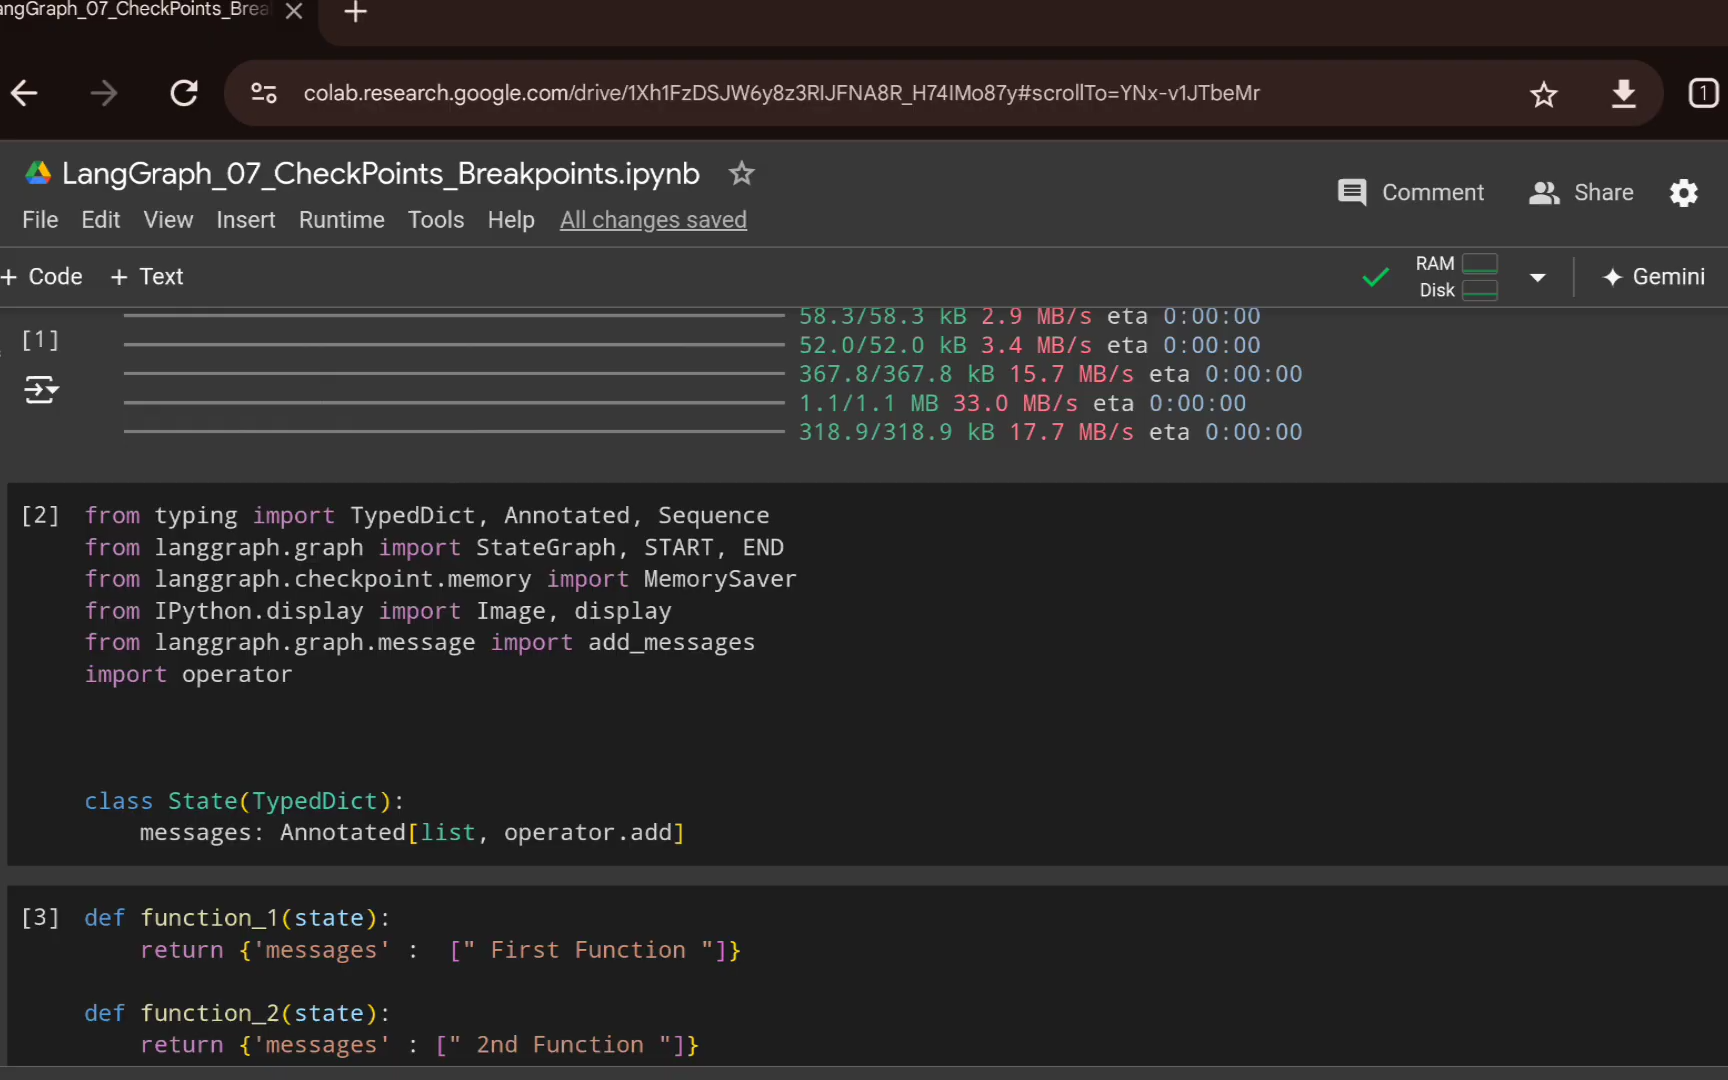 angGraph_07_CheckPoints_Brea
colab.research.google.com/drive/1Xh1FzDSJW6y8z3RIJFNA8R_H74IMo87y#scrollTo=YNx-v1JTbeMr
1
LangGraph_07_CheckPoints_Breakpoints.ipynb
Comment
Share
File Edit View Insert Runtime Tools Help All changes saved
+ Code + Text
RAM
Disk
Gemini
58.3/58.3 kB 2.9 MB/s eta 0:00:00
[1]
52.0/52.0 kB 3.4 MB/s eta 0:00:00
367.8/367.8 kB 15.7 MB/s eta 0:00:00
1.1/1.1 MB 33.0 MB/s eta 0:00:00
318.9/318.9 kB 17.7 MB/s eta 0:00:00
[2] from typing import TypedDict, Annotated, Sequence
from langgraph.graph import StateGraph, START, END
from langgraph.checkpoint.memory import MemorySaver
from IPython.display import Image, display
from langgraph.graph.message import add_messages
import operator
class State(TypedDict):
messages: Annotated[list, operator.add]
[3] def function_1(state):
return {'messages' :  [" First Function "]}
def function_2(state):
return {'messages' : [" 2nd Function "]}